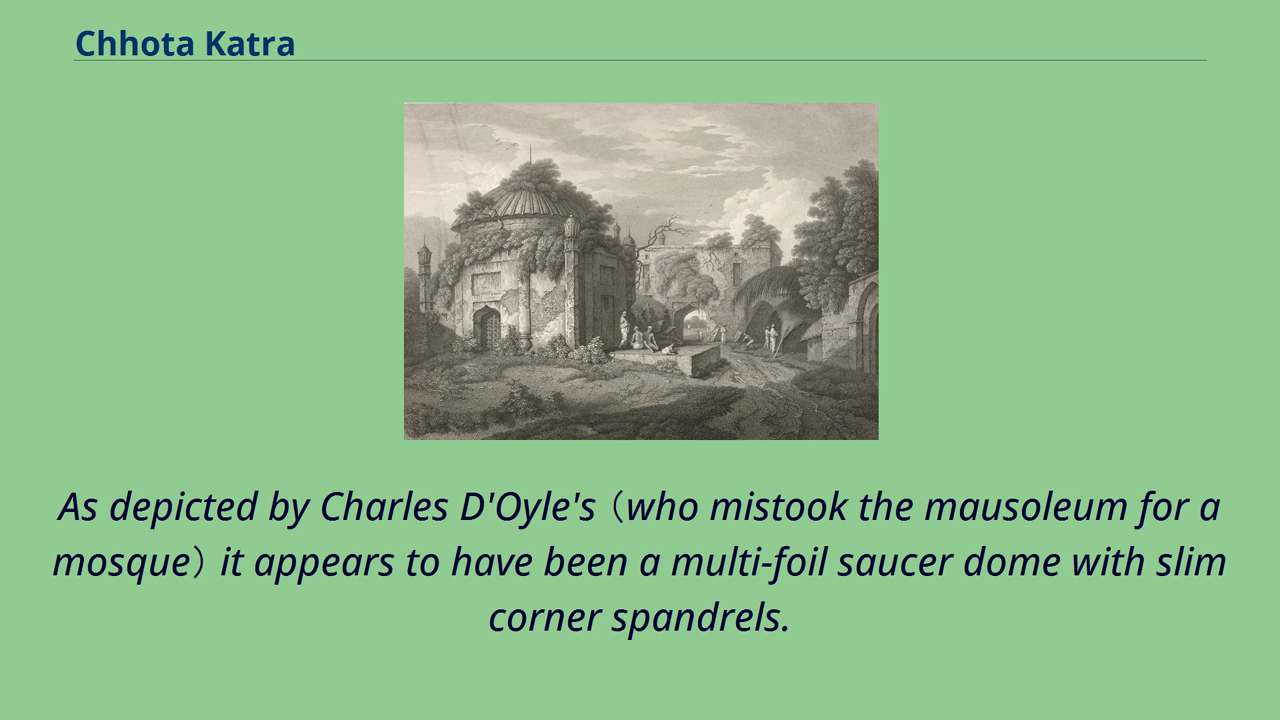 Chhota Katra
As depicted by Charles D'Oyle's（who mistook the mausoleum for a
mosque）it appears to have been a multi-foil saucer dome with slim
corner spandrels.